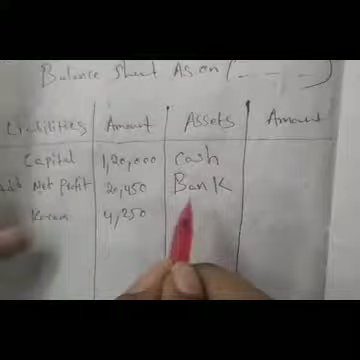 Balance Sheet As on (_ _ _)
Liabilities Amount Assets Amount
Capital 1,20,000 cash
Net Profit 20,450 Bank
4,250